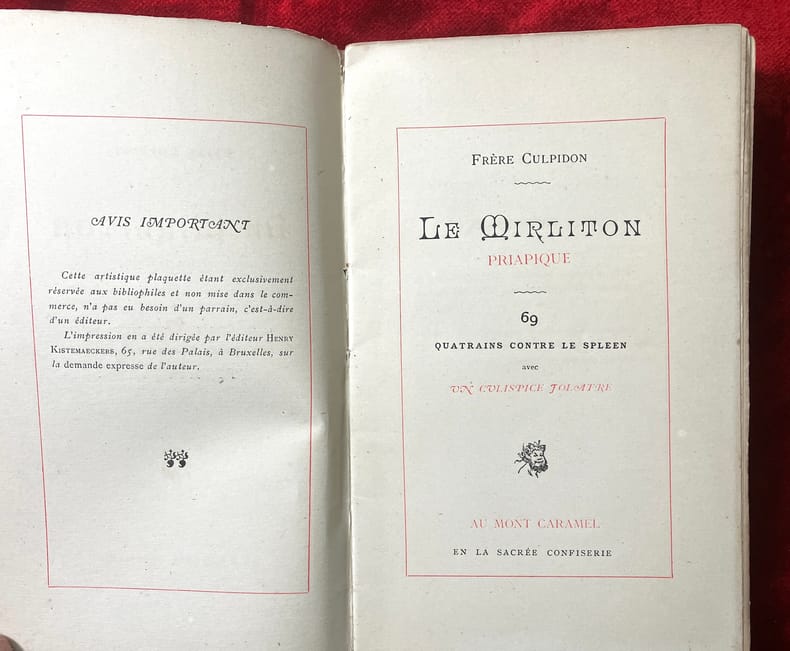 AVIS IMPORTANT
Cette artistique plaquette étant exclusivement
réservée aux bibliophiles et non mise dans le com-
merce, n'a pas eu besoin d'un parrain, c'est-à-dire
d'un éditeur.
L'impression en a été dirigée par l'éditeur HENRY
KISTEMAECKERS, 65, rue des Palais, à Bruxelles, sur
la demande expresse de l'auteur.
FRÈRE CULPIDON
LE MIRLITON
PRIAPIQUE
69
QUATRAINS CONTRE LE SPLEEN
avec
UN CULISPICE JOLATRE
AU MONT CARAMEL
EN LA SACRÉE CONFISERIE